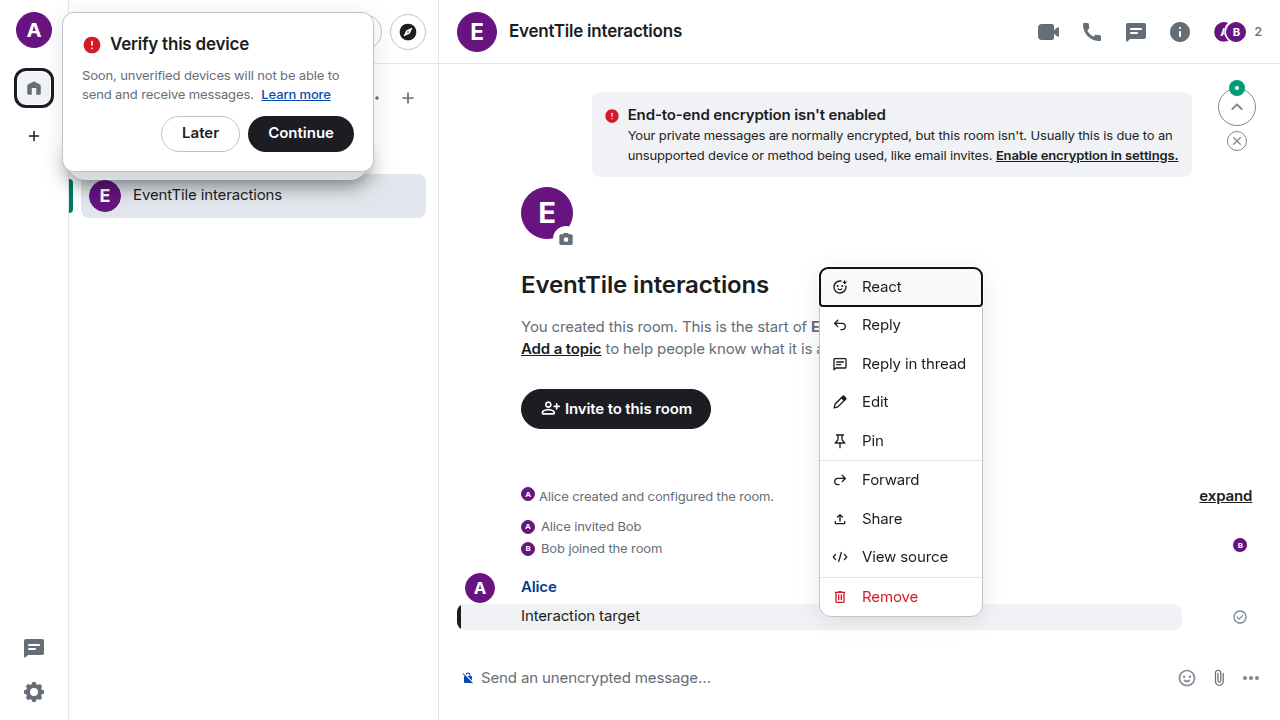 A
Verify this device
Soon, unverified devices will not be able to
send and receive messages. Learn more
Later
Continue
E
EventTile interactions
E
EventTile interactions
A
B
2
End-to-end encryption isn't enabled
Your private messages are normally encrypted, but this room isn't. Usually this is due to an
unsupported device or method being used, like email invites. Enable encryption in settings.
E
EventTile interactions
You created this room. This is the start of
Add a topic to help people know what it is
Invite to this room
A Alice created and configured the room.
expand
A Alice invited Bob
B Bob joined the room
B
A
Alice
Interaction target
React
Reply
Reply in thread
Edit
Pin
Forward
Share
View source
Remove
Send an unencrypted message...